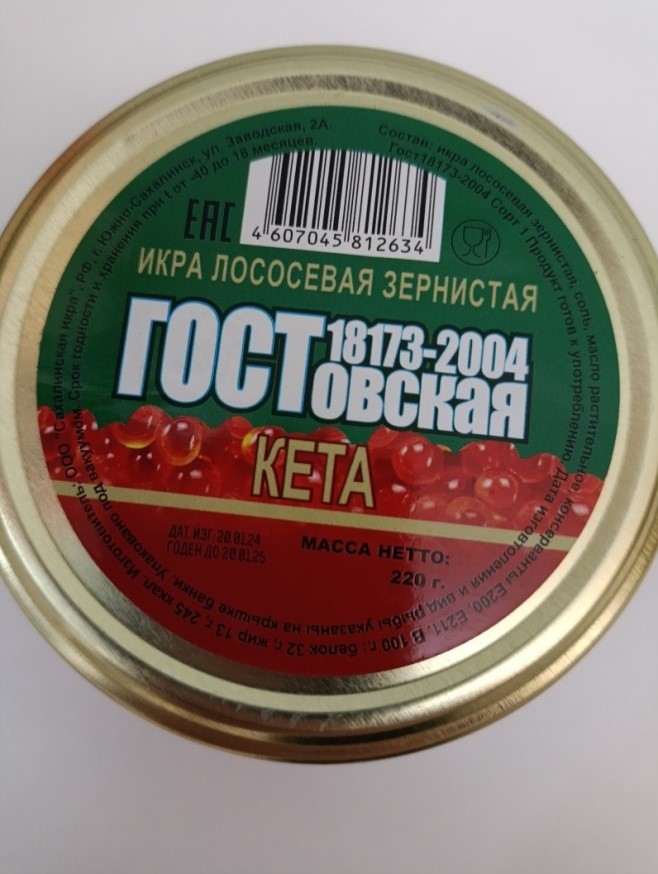 Изготовитель: ООО "Сахалинская икра", РФ, г. Южно-Сахалинск, ул. Заводская, 2А.
Упаковано под вакуумом. Срок годности и хранения при t от -40 до 18 месяцев.
Состав: икра лососевая зернистая, соль, масло растительное, консерванты Е200, Е211. В 100 г.: белок 32 г, жир 13 г, 245 ккал.
Гост18173-2004 Сорт 1 Продукт готов к употреблению. Дата изготовления и вид рыбы указаны на крышке банки.
EAC
4 607045 812634
ИКРА ЛОСОСЕВАЯ ЗЕРНИСТАЯ
ГОСТовская
18173-2004
КЕТА
ДАТ ИЗГ. 20.01.24
ГОДЕН ДО 20.01.25
МАССА НЕТТО:
220 г.